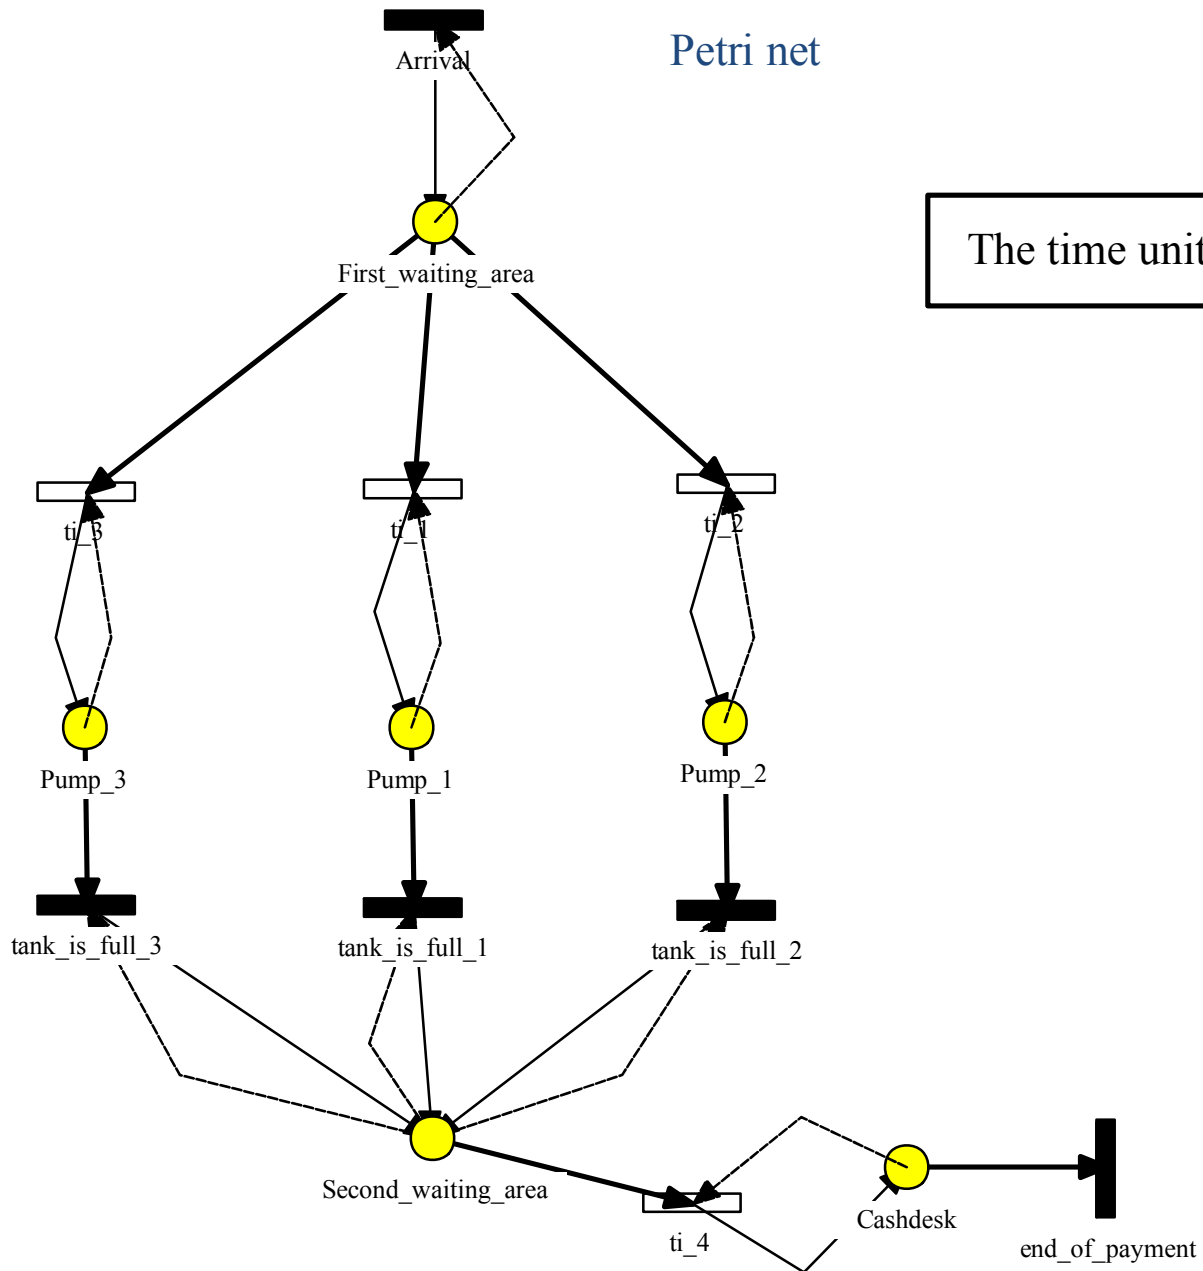 Petri net
Arrival
The time unit
First_waiting_area
ti_3
ti_1
ti_2
Pump_3
Pump_1
Pump_2
tank_is_full_3
tank_is_full_1
tank_is_full_2
Second_waiting_area
ti_4
Cashdesk
end_of_payment